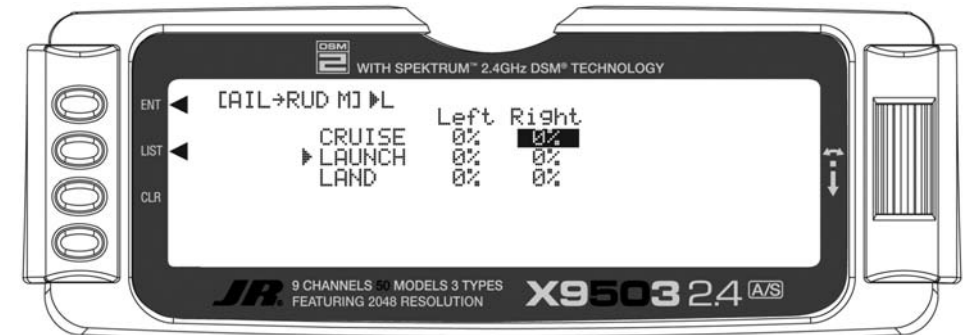 DSM
2 WITH SPEKTRUM™ 2.4GHz DSM® TECHNOLOGY
ENT [AIL→RUD M] L
Left Right
CRUISE 0% 0%
LIST LAUNCH 0% 0%
LAND 0% 0%
CLR
JR® 9 CHANNELS 50 MODELS 3 TYPES
FEATURING 2048 RESOLUTION
X9503 2.4 A/S